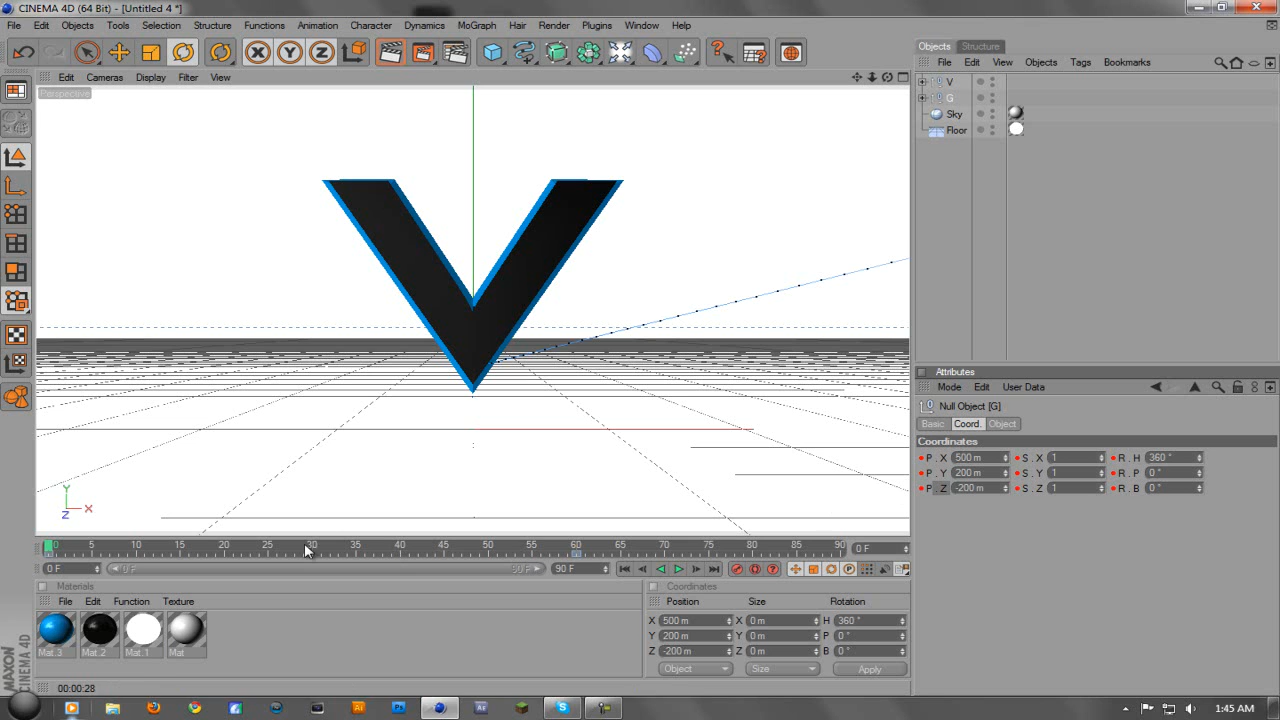 CINEMA 4D (64 Bit) - [Untitled 4 *]
File Edit Objects Tools Selection Structure Functions Animation Character Dynamics MoGraph Hair Render Plugins Window Help
Objects Structure
File Edit View Objects Tags Bookmarks
Edit Cameras Display Filter View
Perspective
V
G
Sky
Floor
V
Y
X
Z
Attributes
Mode Edit User Data
Null Object [G]
Basic Coord. Object
Coordinates
P . X 500 m S . X 1 R . H 360 °
P . Y 200 m S . Y 1 R . P 0 °
P . Z -200 m S . Z 1 R . B 0 °
0 5 10 15 20 25 30 35 40 45 50 55 60 65 70 75 80 85 90 0 F
0 F 0 F 90 F 90 F
Materials
File Edit Function Texture
Mat.3 Mat.2 Mat.1 Mat
Coordinates
Position Size Rotation
X 500 m X 0 m H 360 °
Y 200 m Y 0 m P 0 °
Z -200 m Z 0 m B 0 °
Object Size Apply
MAXON
CINEMA 4D
00:00:28
1:45 AM